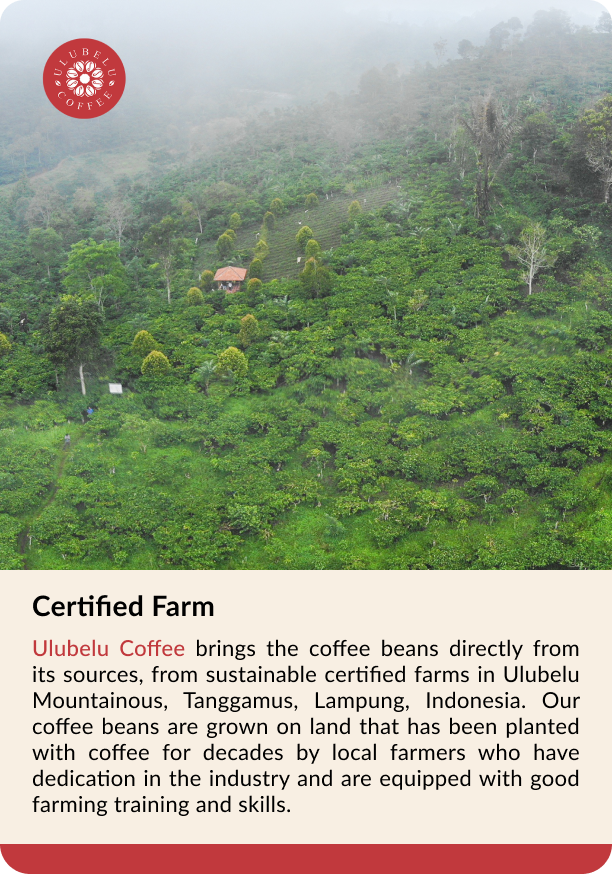 ULUBELU
COFFEE
Certified Farm
Ulubelu Coffee brings the coffee beans directly from
its sources, from sustainable certified farms in Ulubelu
Mountainous, Tanggamus, Lampung, Indonesia. Our
coffee beans are grown on land that has been planted
with coffee for decades by local farmers who have
dedication in the industry and are equipped with good
farming training and skills.